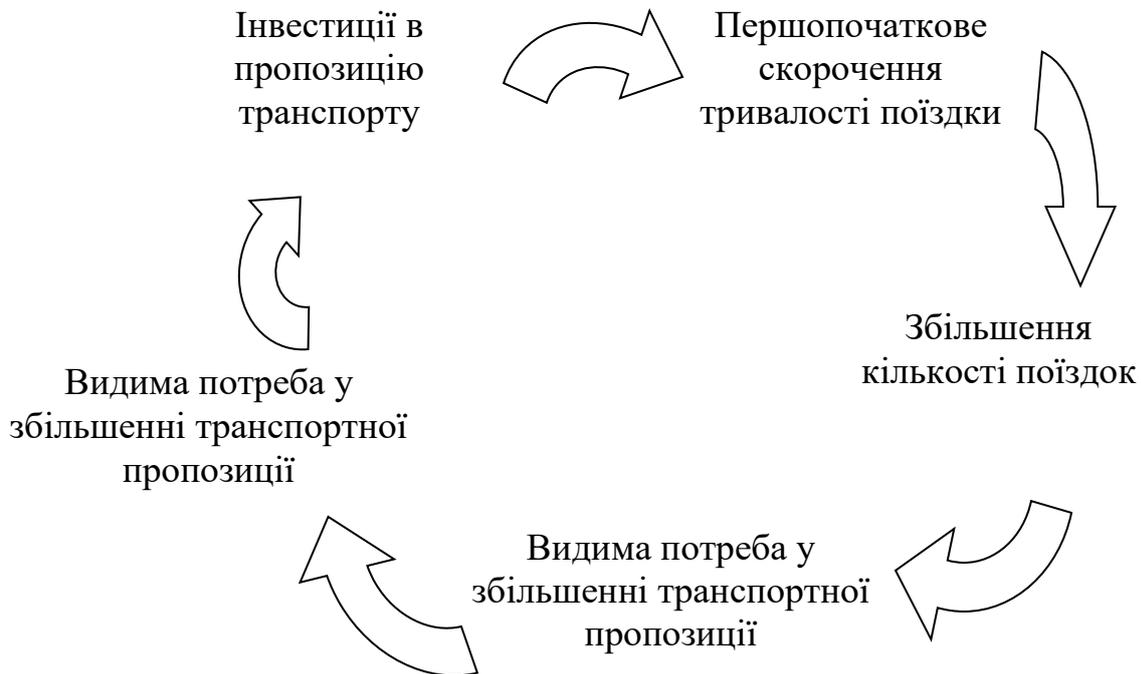 Інвестиції в
пропозицію
транспорту
Першопочаткове
скорочення
тривалості поїздки
Збільшення
кількості поїздок
Видима потреба у
збільшенні транспортної
пропозиції
Видима потреба у
збільшенні транспортної
пропозиції